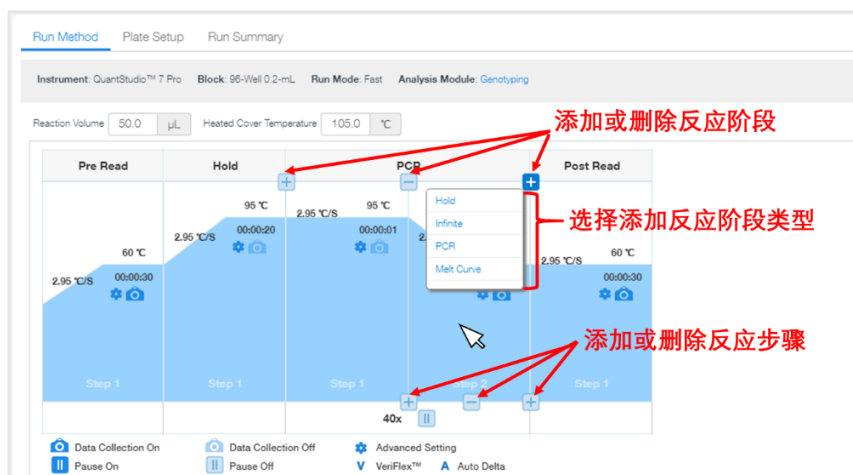 Run Method Plate Setup Run Summary
Instrument: QuantStudio™ 7 Pro Block: 96-Well 0.2-mL Run Mode: Fast Analysis Module: Genotyping
Reaction Volume 50.0 µL Heated Cover Temperature 105.0 ℃
添加或删除反应阶段
Pre Read Hold PCR Post Read
Hold
Infinite
PCR
Melt Curve
选择添加反应阶段类型
95 ℃ 95 ℃
2.95 ℃/S
00:00:20 00:00:01
2.95 ℃/S
60 ℃ 60 ℃
2.95 ℃/S
2.95 ℃/S
00:00:30 00:00:30
添加或删除反应步骤
Step 1 Step 1 Step 1 Step 2 Step 1
40x
Data Collection On Data Collection Off Advanced Setting
Pause On Pause Off V VeriFlex™ A Auto Delta